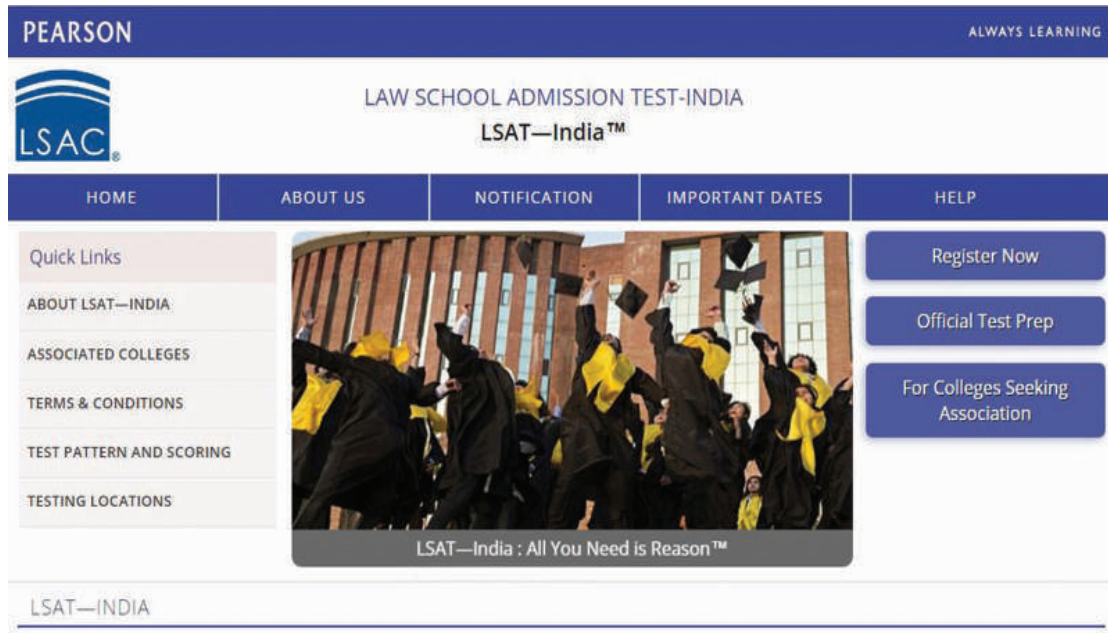 PEARSON
ALWAYS LEARNING
LSAC®
LAW SCHOOL ADMISSION TEST-INDIA
LSAT—India™
HOME
ABOUT US
NOTIFICATION
IMPORTANT DATES
HELP
Quick Links
ABOUT LSAT—INDIA
ASSOCIATED COLLEGES
TERMS & CONDITIONS
TEST PATTERN AND SCORING
TESTING LOCATIONS
LSAT—India : All You Need is Reason™
Register Now
Official Test Prep
For Colleges Seeking
Association
LSAT—INDIA